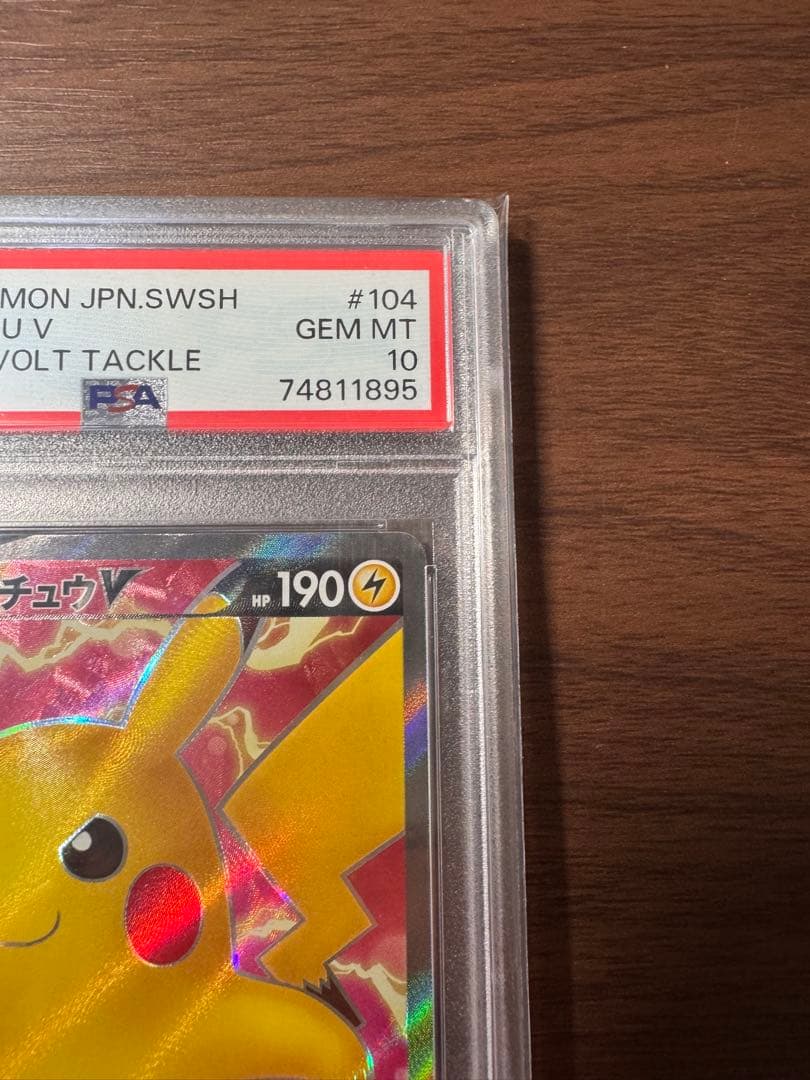 MON JPN.SWSH #104
U V GEM MT
VOLT TACKLE 10
PSA 74811895
チュウV HP 190